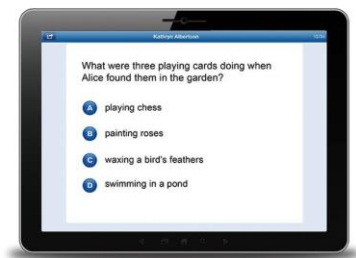 Kathryn Albertson
What were three playing cards doing when
Alice found them in the garden?
A playing chess
B painting roses
C waxing a bird's feathers
D swimming in a pond